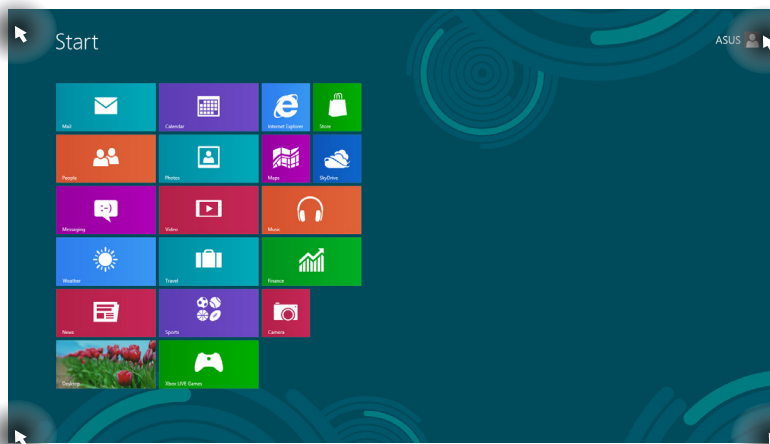 Start
ASUS
Mail
Calendar
Internet Explorer
Store
People
Photos
Maps
SkyDrive
Messaging
Video
Music
Weather
Travel
Finance
News
Sports
Camera
Desktop
Xbox LIVE Games